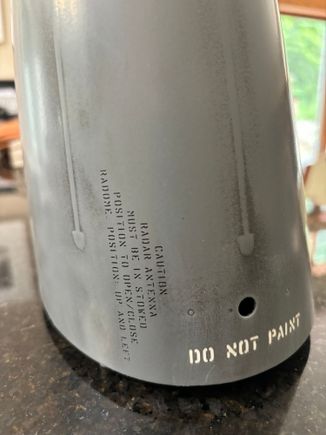 CAUTION
RADAR ANTENNA
MUST BE IN STOWED
POSITION TO OPEN/CLOSE
RADOME. POSITION: UP AND LEFT
DO NOT PAINT